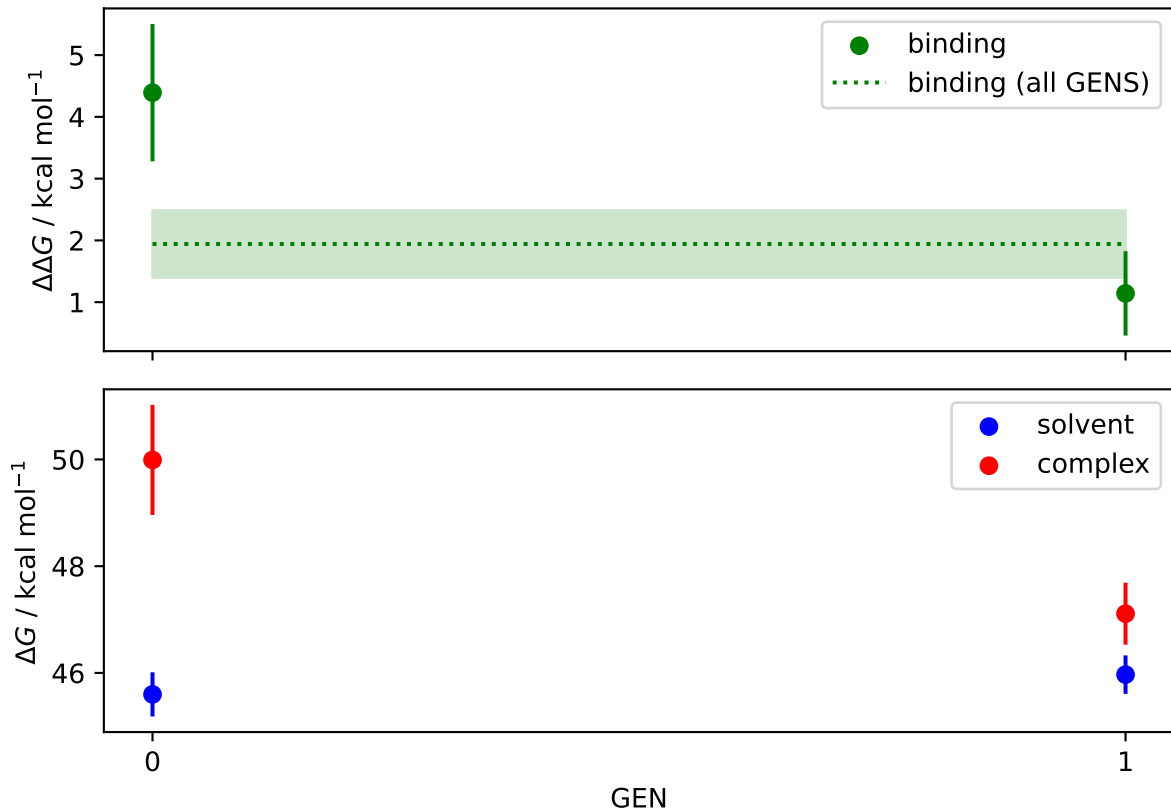 binding
binding (all GENS)
5
4
3
2
1
ΔΔG / kcal mol⁻¹
solvent
complex
50
48
46
ΔG / kcal mol⁻¹
0
1
GEN